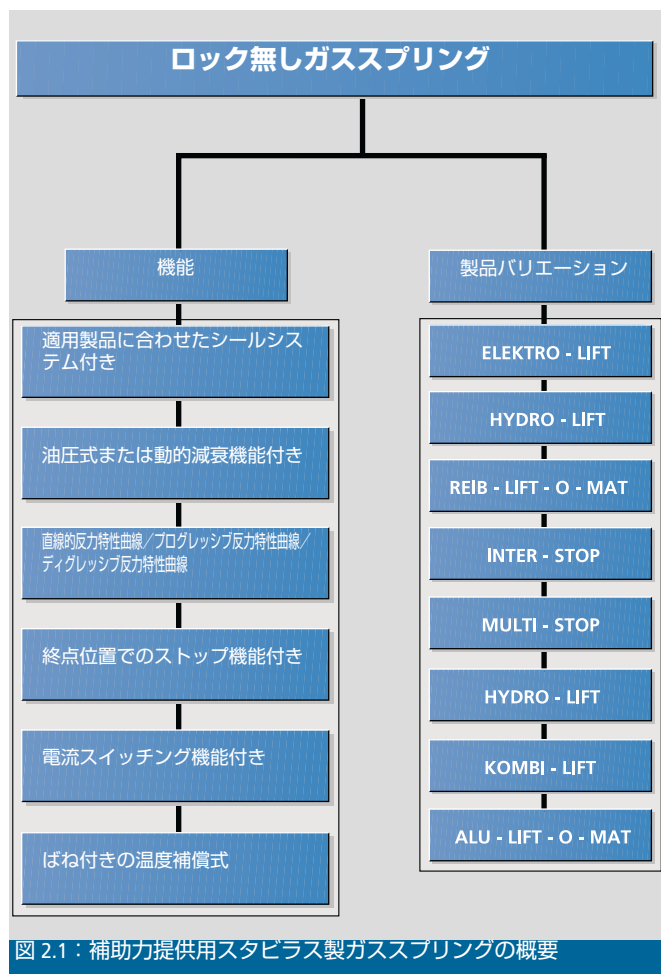 ロック無しガススプリング
機能
適用製品に合わせたシールシス
テム付き
油圧式または動的減衰機能付き
直線的反力特性曲線／プログレッシブ反力特性曲線／
ディグレッシブ反力特性曲線
終点位置でのストップ機能付き
電流スイッチング機能付き
ばね付きの温度補償式
製品バリエーション
ELEKTRO - LIFT
HYDRO - LIFT
REIB - LIFT - O - MAT
INTER - STOP
MULTI - STOP
HYDRO - LIFT
KOMBI - LIFT
ALU - LIFT - O - MAT
図 2.1：補助力提供用スタビラス製ガススプリングの概要